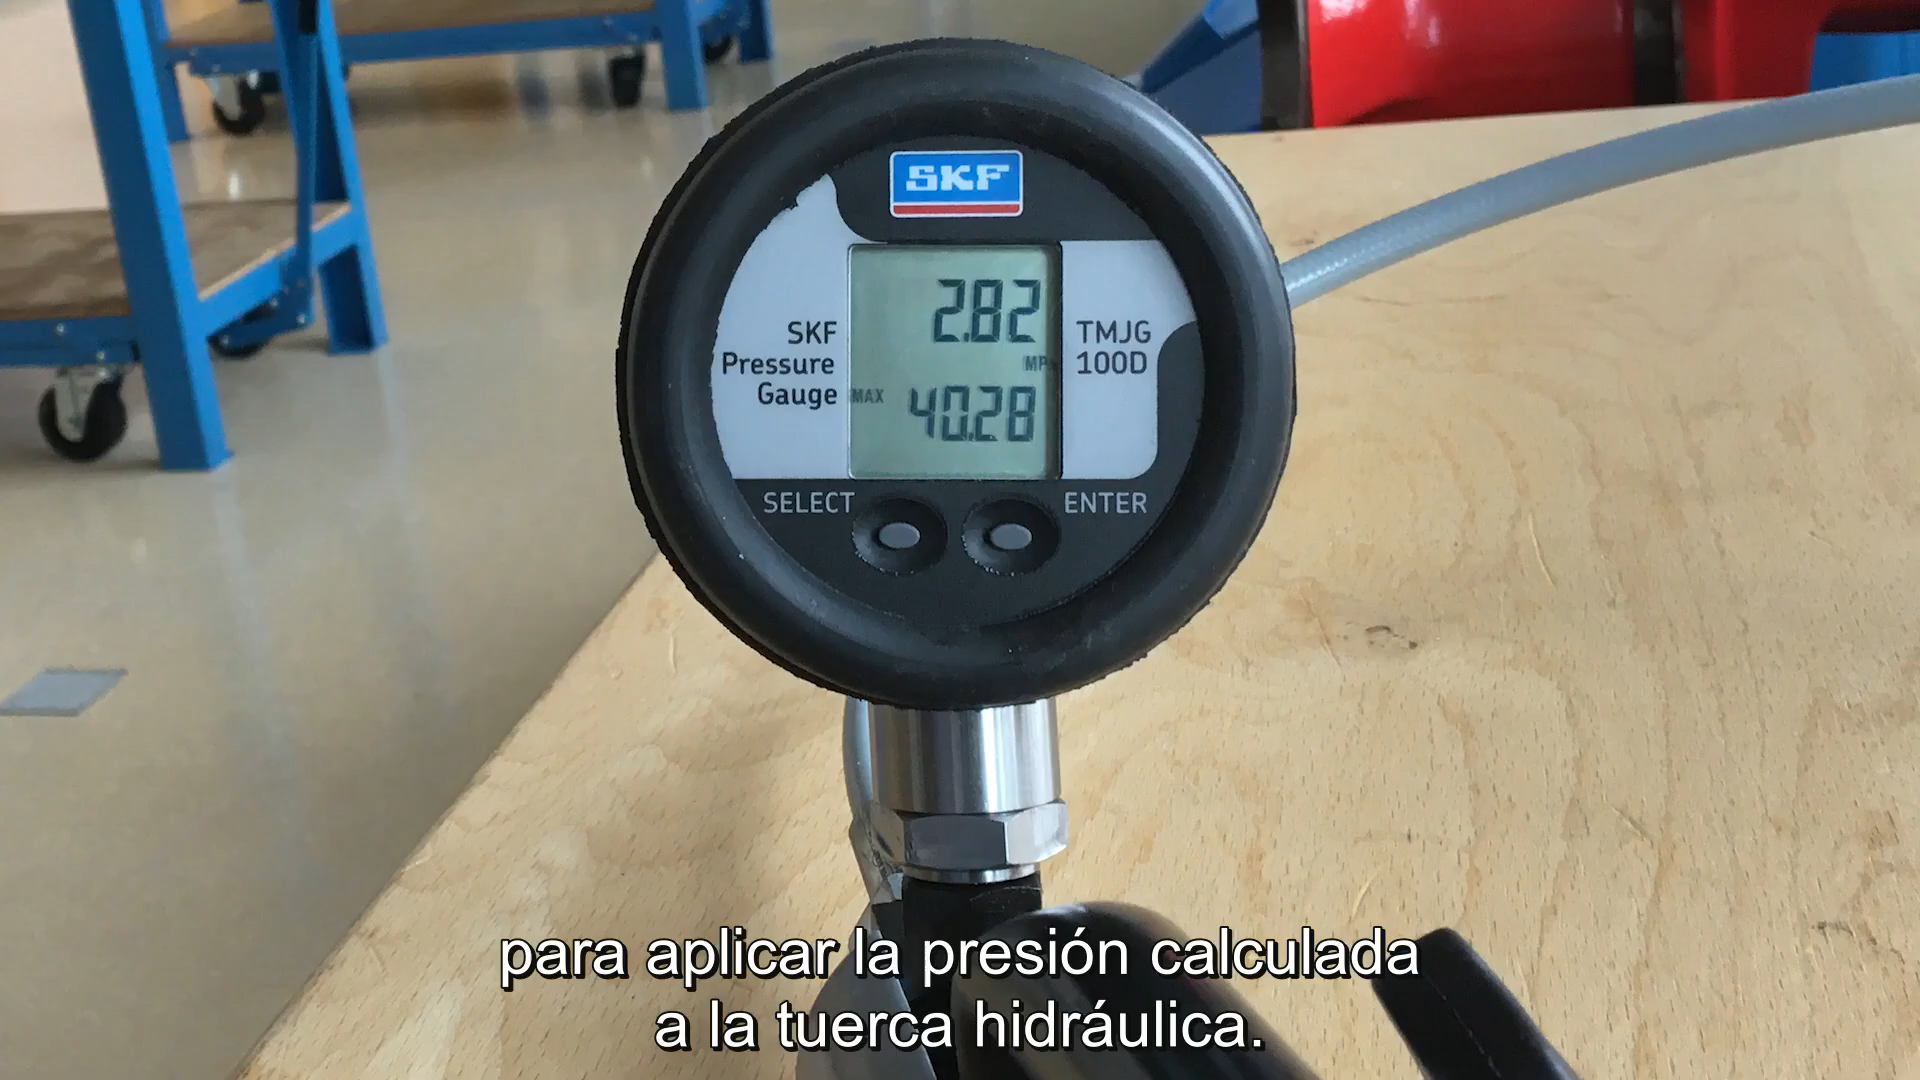 SKF
2.82
SKF
Pressure
Gauge
TMJG
100D
MPa
MAX 40.28
SELECT
ENTER
para aplicar la presión calculada
a la tuerca hidráulica.